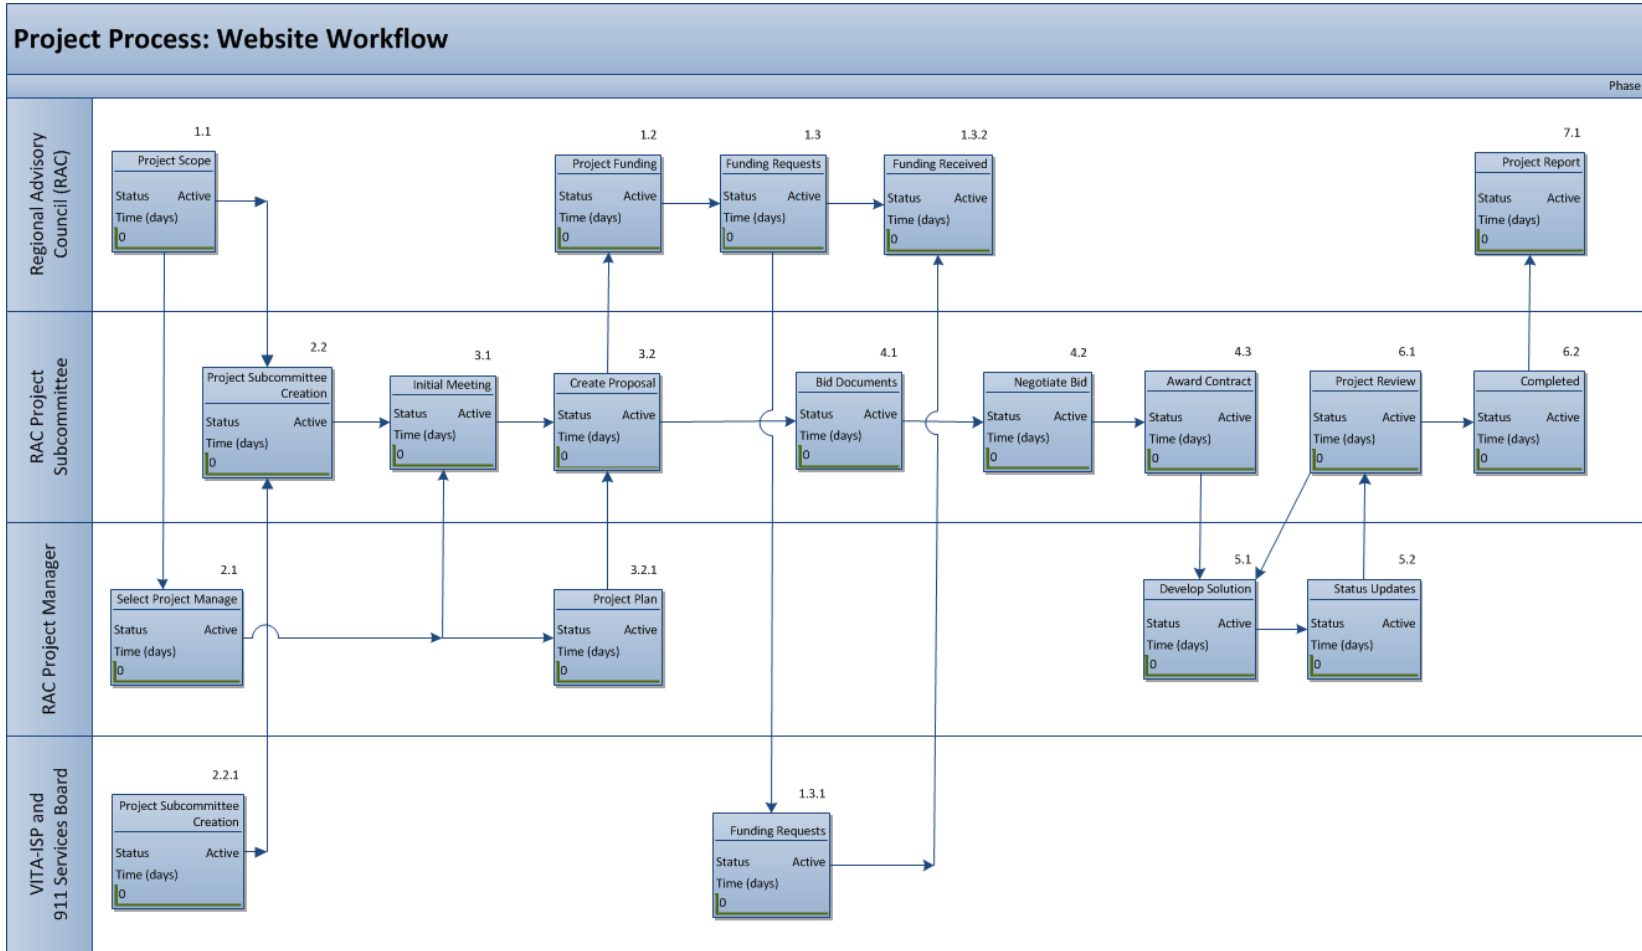 Project Process: Website Workflow
Phase
Regional Advisory
Council (RAC)
1.1
Project Scope
Status Active
Time (days)
0
1.2
Project Funding
Status Active
Time (days)
0
1.3
Funding Requests
Status Active
Time (days)
0
1.3.2
Funding Received
Status Active
Time (days)
0
7.1
Project Report
Status Active
Time (days)
0
RAC Project
Subcommittee
2.2
Project Subcommittee
Creation
Status Active
Time (days)
0
3.1
Initial Meeting
Status Active
Time (days)
0
3.2
Create Proposal
Status Active
Time (days)
0
4.1
Bid Documents
Status Active
Time (days)
0
4.2
Negotiate Bid
Status Active
Time (days)
0
4.3
Award Contract
Status Active
Time (days)
0
6.1
Project Review
Status Active
Time (days)
0
6.2
Completed
Status Active
Time (days)
0
RAC Project Manager
2.1
Select Project Manage
Status Active
Time (days)
0
3.2.1
Project Plan
Status Active
Time (days)
0
5.1
Develop Solution
Status Active
Time (days)
0
5.2
Status Updates
Status Active
Time (days)
0
VITA-ISP and
911 Services Board
2.2.1
Project Subcommittee
Creation
Status Active
Time (days)
0
1.3.1
Funding Requests
Status Active
Time (days)
0